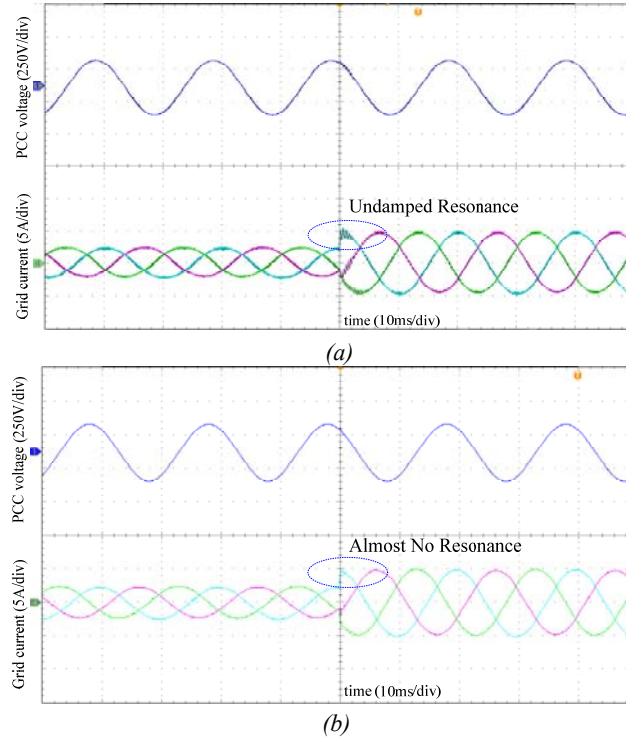 PCC voltage (250V/div)
Grid current (5A/div)
Undamped Resonance
time (10ms/div)
(a)
PCC voltage (250V/div)
Grid current (5A/div)
Almost No Resonance
time (10ms/div)
(b)